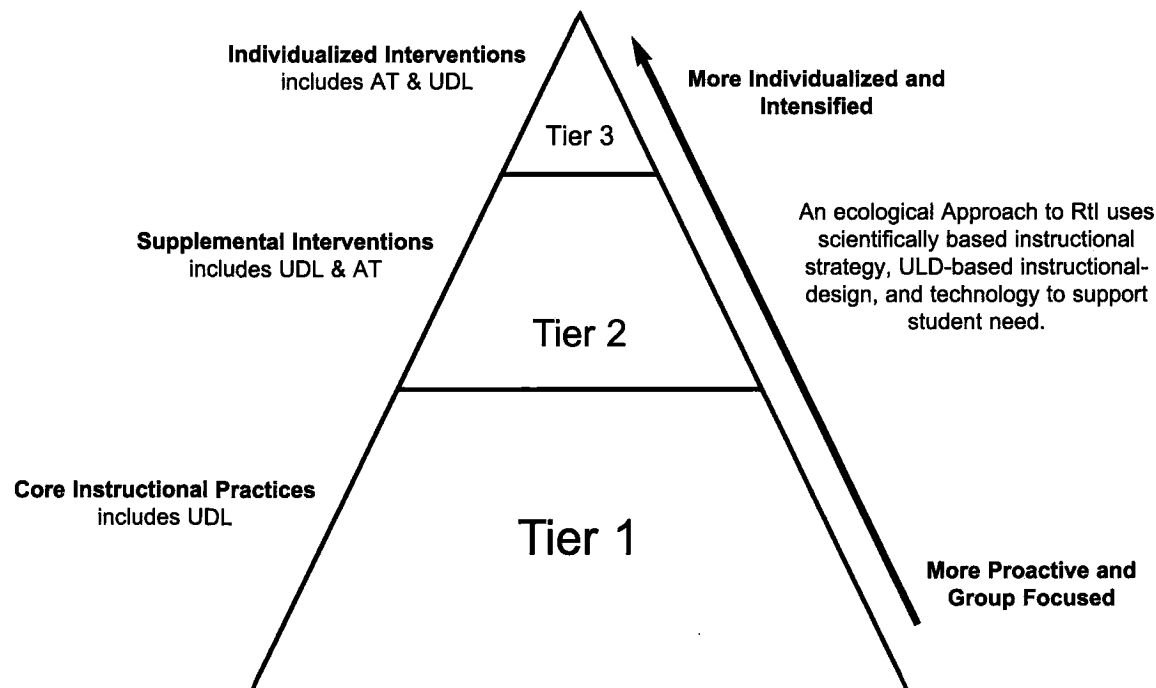 Individualized Interventions
includes AT & UDL
More Individualized and
Intensified
Tier 3
An ecological Approach to RtI uses
scientifically based instructional
strategy, ULD-based instructional-
design, and technology to support
student need.
Supplemental Interventions
includes UDL & AT
Tier 2
Core Instructional Practices
includes UDL
Tier 1
More Proactive and
Group Focused